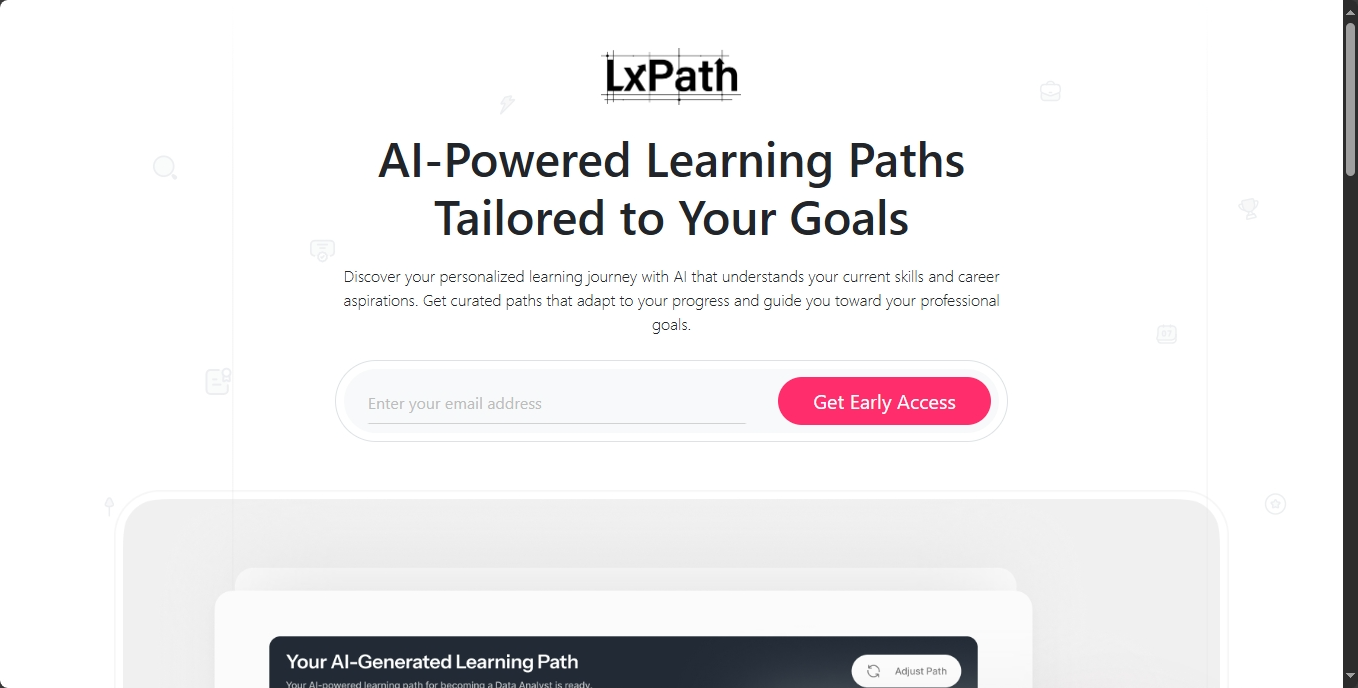 LxPath
AI-Powered Learning Paths
Tailored to Your Goals
Discover your personalized learning journey with AI that understands your current skills and career
aspirations. Get curated paths that adapt to your progress and guide you toward your professional
goals.
Enter your email address
Get Early Access
07
Your AI-Generated Learning Path
Adjust Path
Your AI-powered learning path for becoming a Data Analyst is ready.